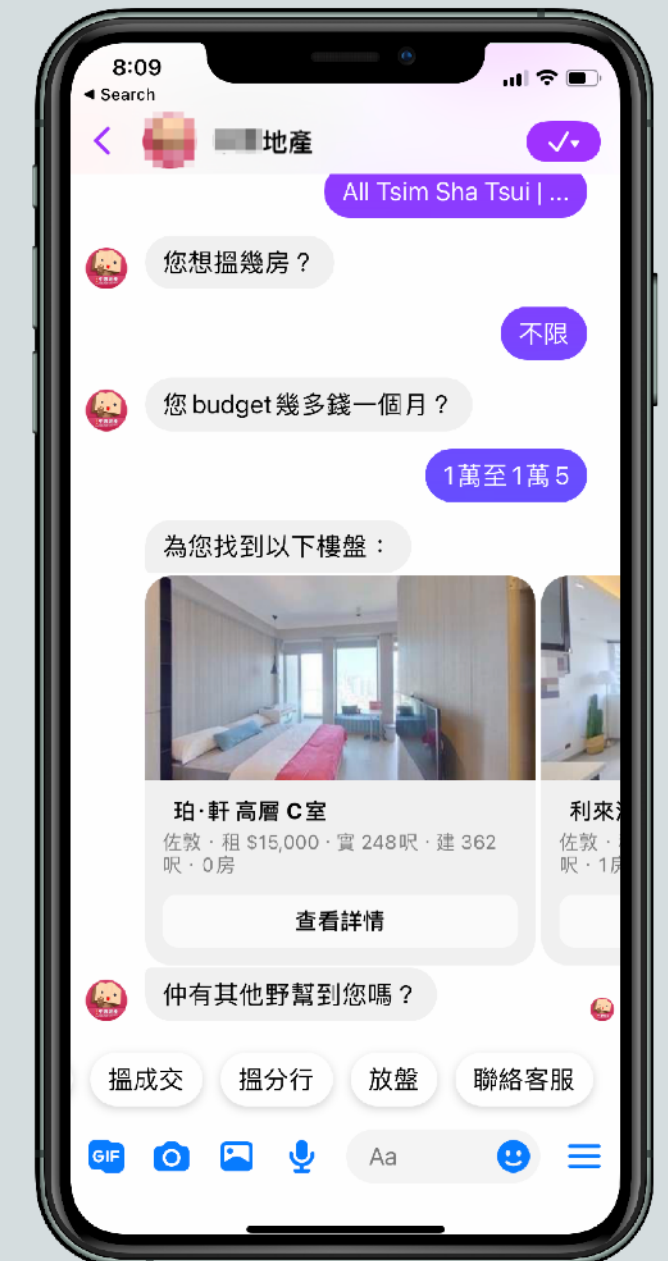 8:09
◀ Search
地產
All Tsim Sha Tsui | ...
您想搵幾房？
不限
您 budget 幾多錢一個月？
1萬至1萬5
為您找到以下樓盤：
珀·軒 高層 C室
佐敦 · 租 $15,000 · 實 248呎 · 建 362
呎 · 0房
查看詳情
利來
佐敦 ·
呎 · 1房
仲有其他野幫到您嗎？
搵成交
搵分行
放盤
聯絡客服
GIF
Aa